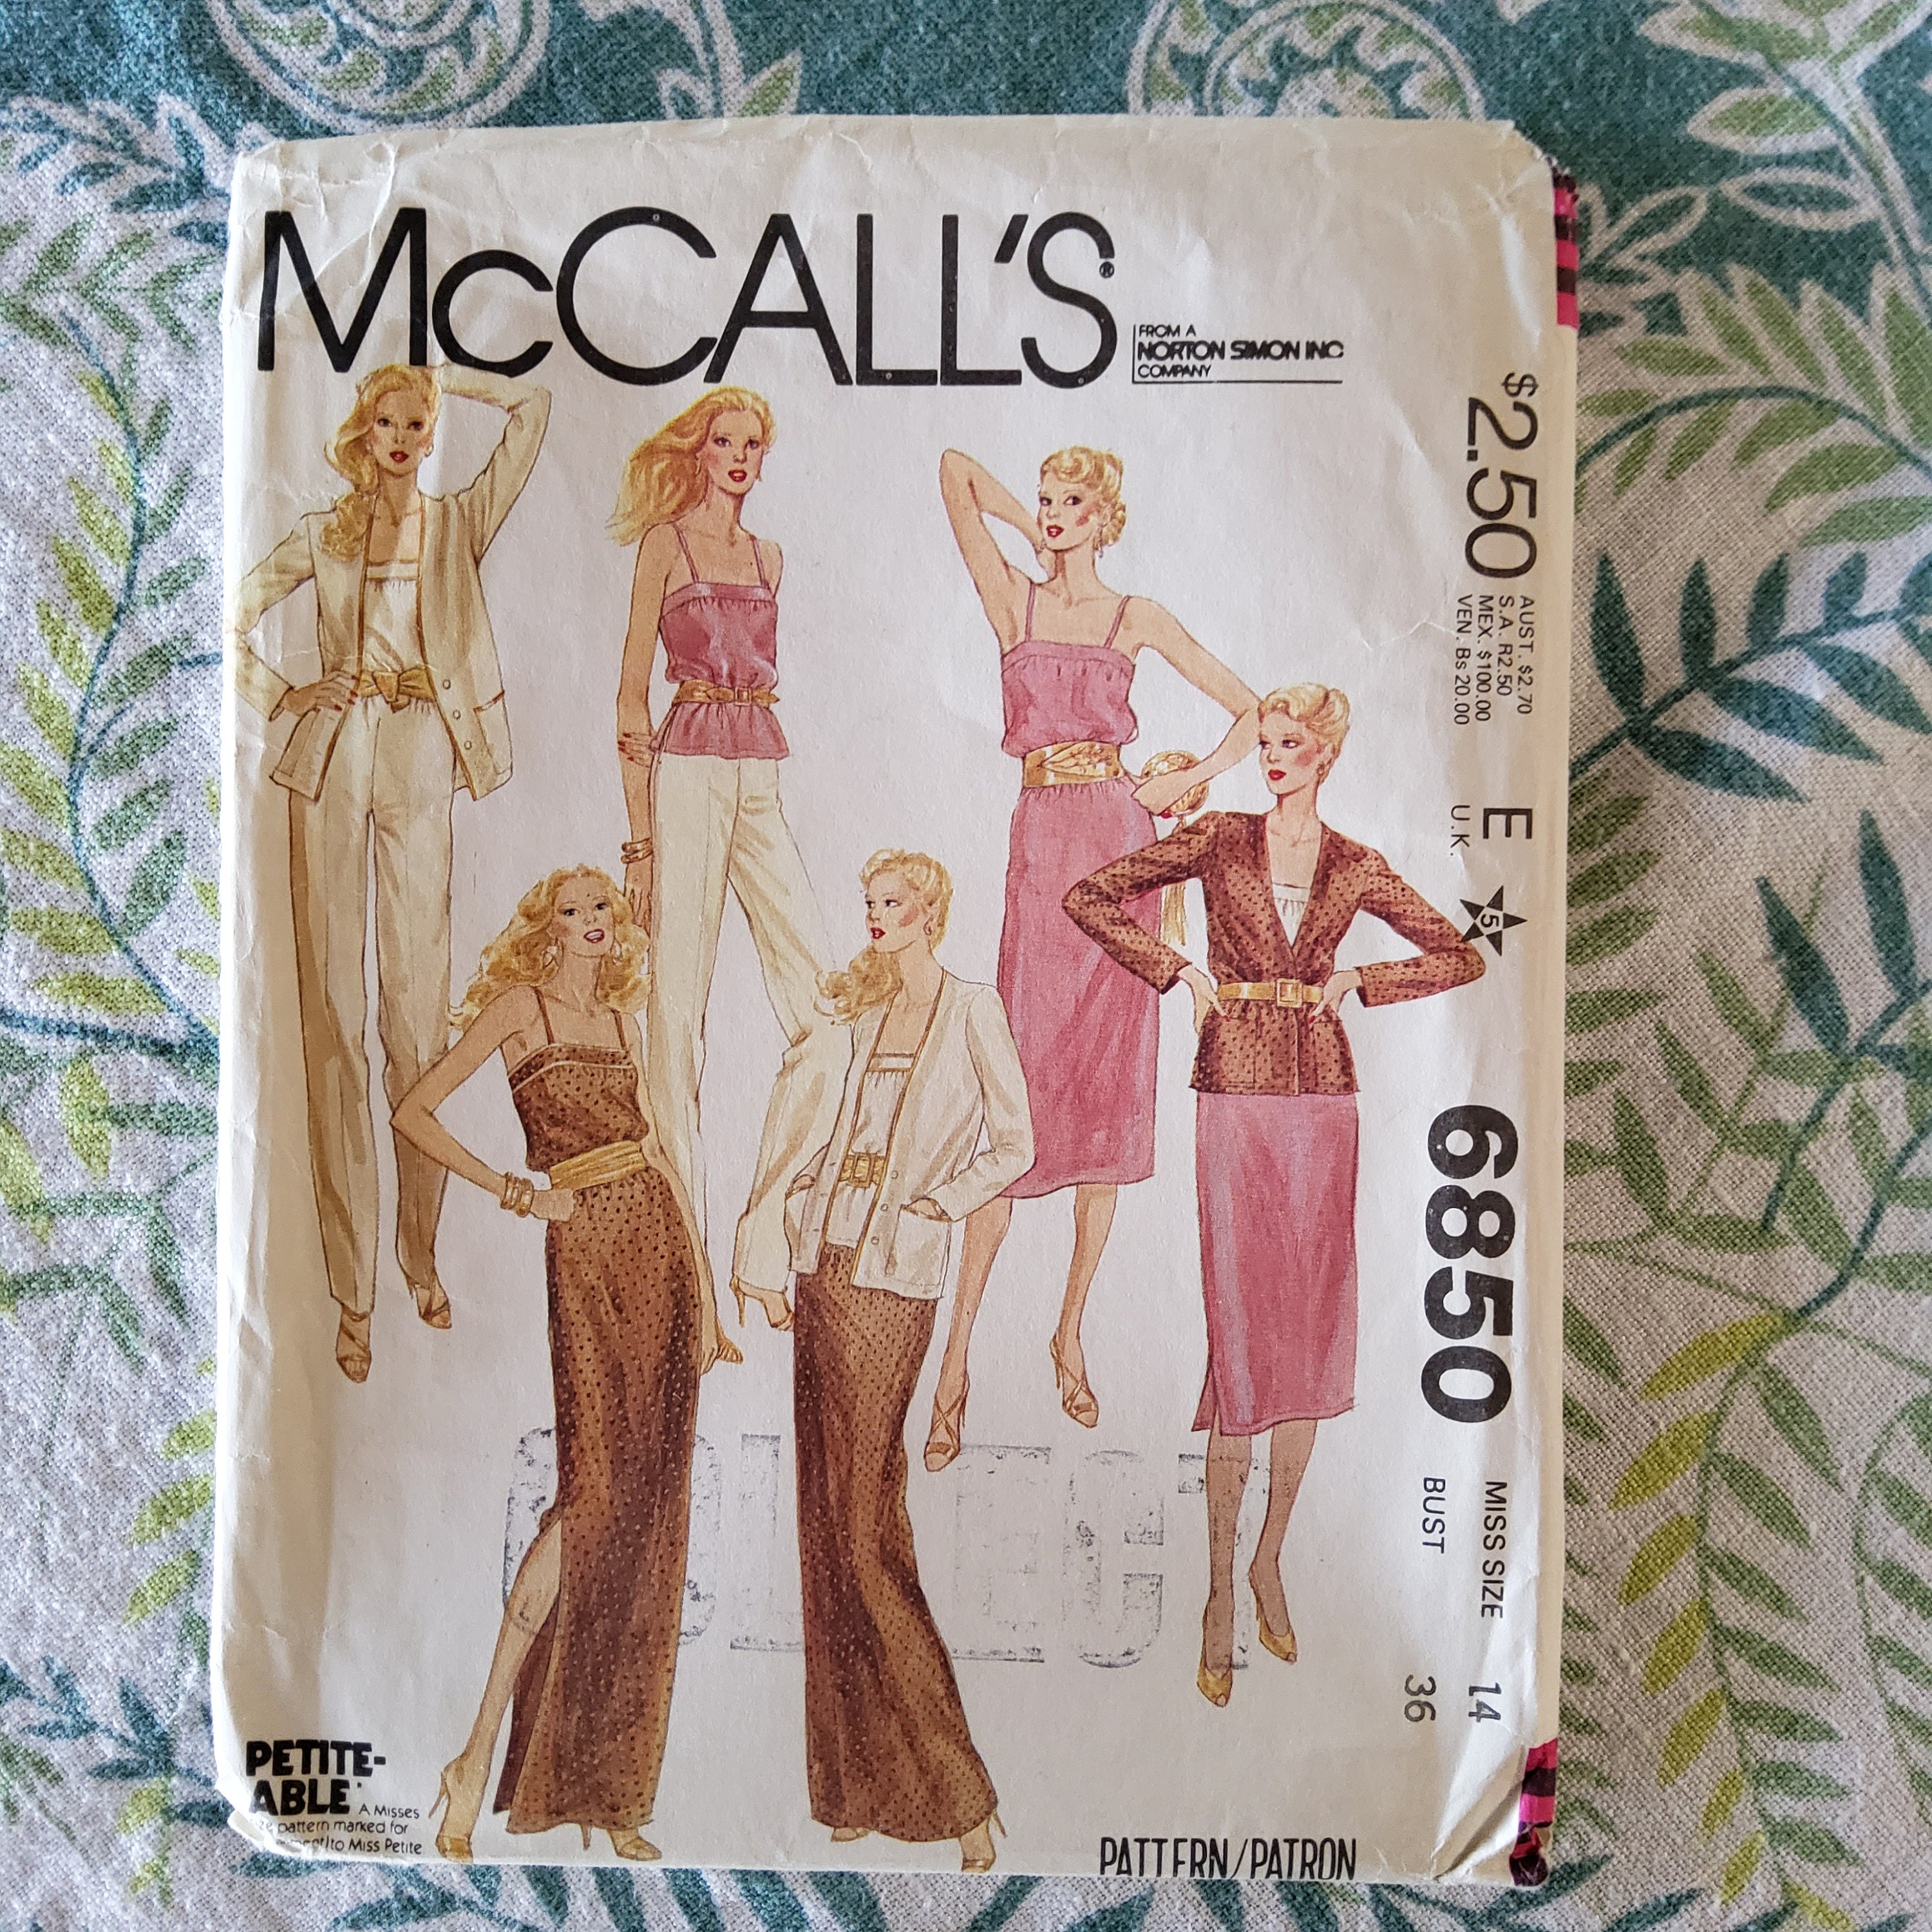 McCALL'S®
FROM A
NORTON SIMON INC
COMPANY
$2.50
AUST. $2.70
S.A. R2.50
MEX. $100.00
VEN. Bs 20.00
E
U.K.
5
6850
MISS SIZE 14
BUST 36
PETITE-
ABLE
A MISSES
pattern marked for
to Miss Petite
PATTERN/PATRON